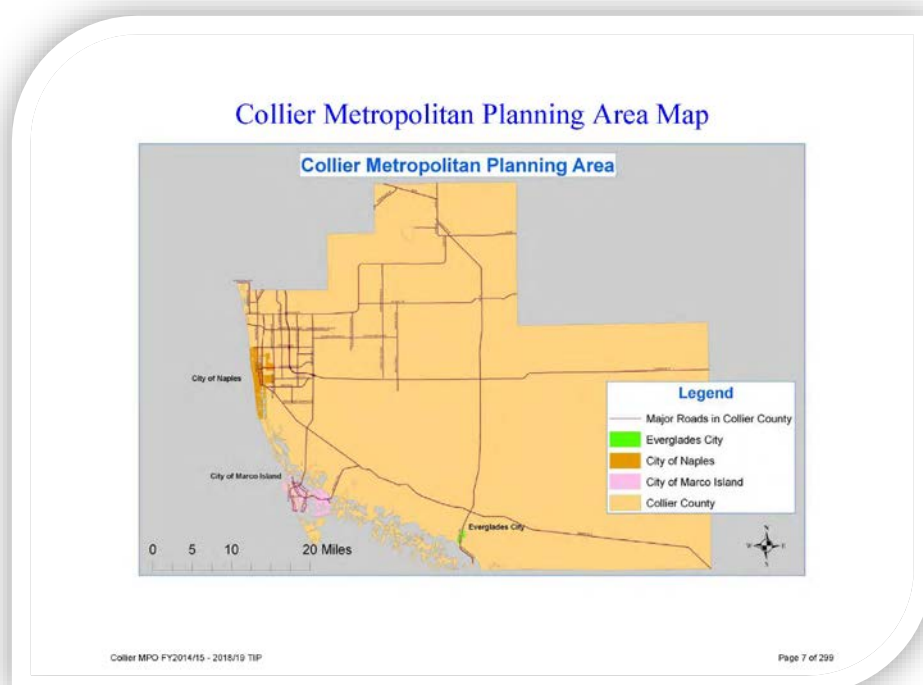 Collier Metropolitan Planning Area Map
Collier Metropolitan Planning Area
City of Naples
City of Marco Island
Everglades City
Legend
Major Roads in Collier County
Everglades City
City of Naples
City of Marco Island
Collier County
0 5 10 20 Miles
N
W E
S
Collier MPO FY2014/15 - 2018/19 TIP
Page 7 of 299